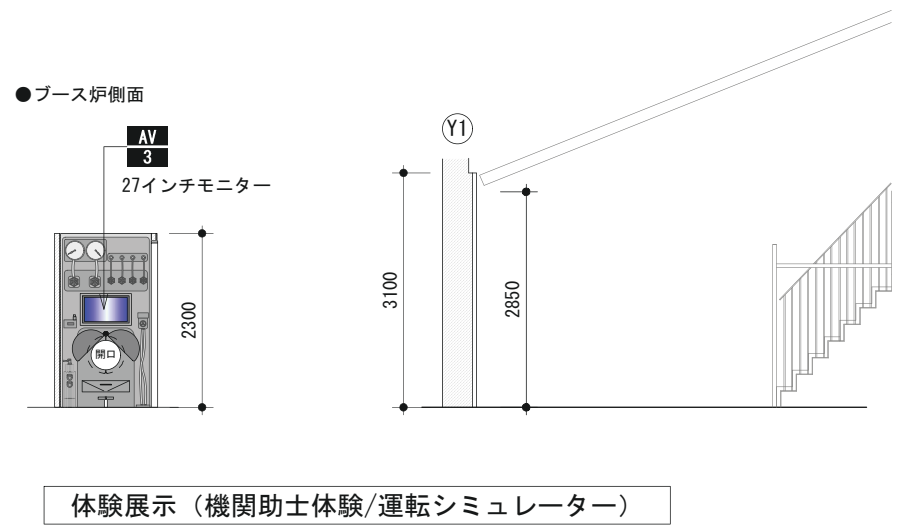 ●ブース炉側面
Y1
AV
3
27インチモニター
2300
3100
2850
開口
体験展示（機関助士体験/運転シミュレーター）